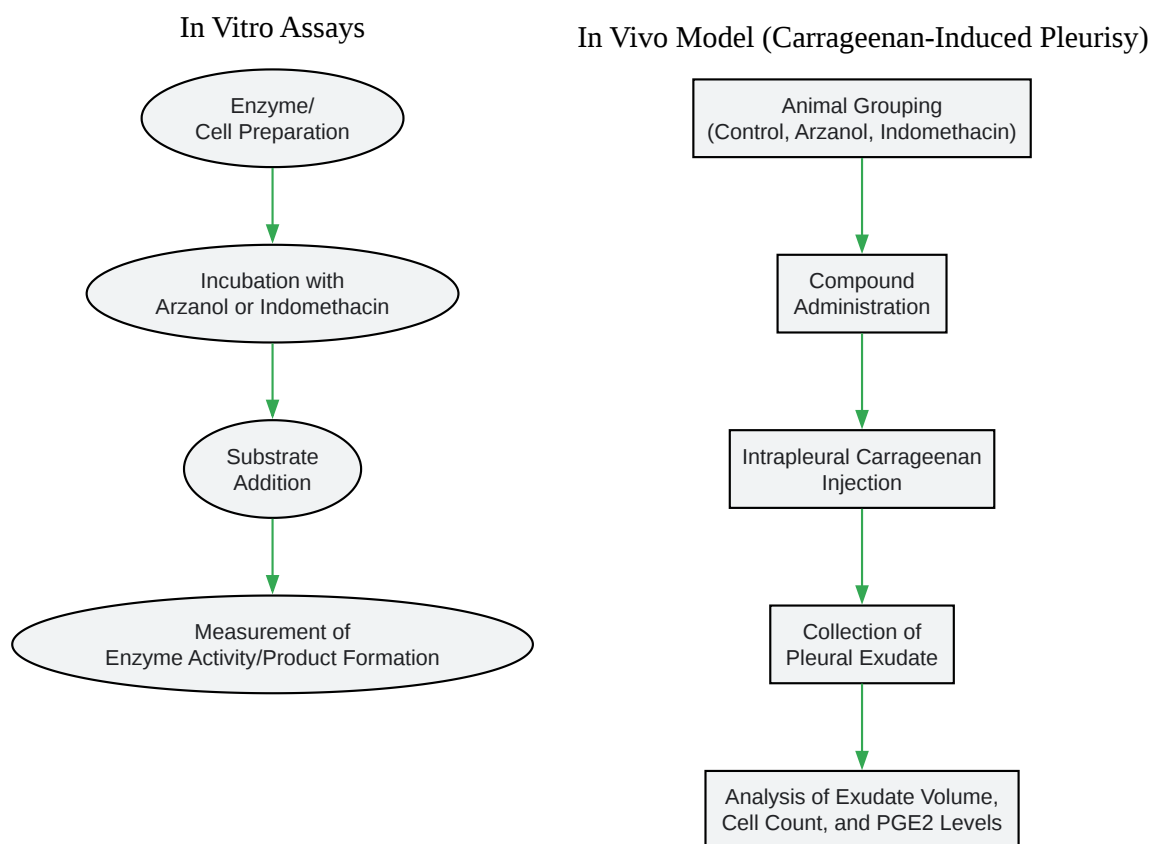 In Vitro Assays
Enzyme/
Cell Preparation
Incubation with
Arzanol or Indomethacin
Substrate
Addition
Measurement of
Enzyme Activity/Product Formation
In Vivo Model (Carrageenan-Induced Pleurisy)
Animal Grouping
(Control, Arzanol, Indomethacin)
Compound
Administration
Intrapleural Carrageenan
Injection
Collection of
Pleural Exudate
Analysis of Exudate Volume,
Cell Count, and PGE2 Levels